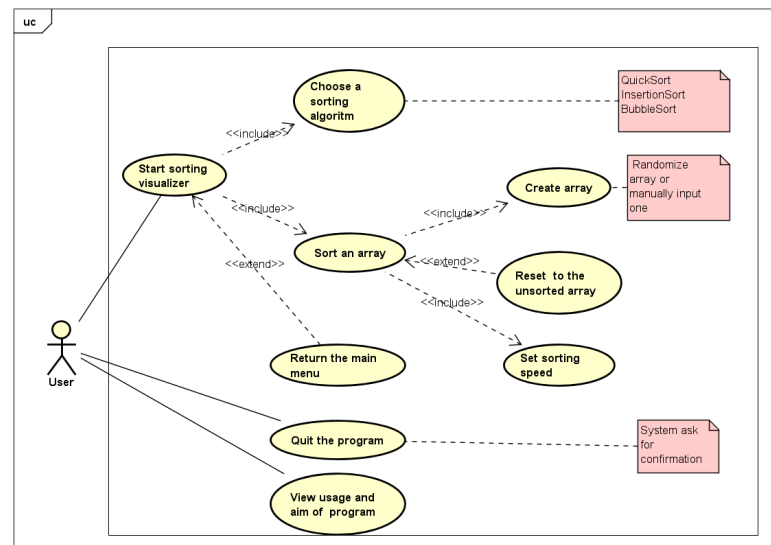 uc
Choose a
sorting
algoritm
QuickSort
InsertionSort
BubbleSort
<<include>>
Start sorting
visualizer
Create array
Randomize
array or
manually input
one
<<include>>
<<include>>
Sort an array
<<extend>>
<<extend>>
Reset to the
unsorted array
<<include>>
Return the main
menu
Set sorting
speed
User
Quit the program
System ask
for
confirmation
View usage and
aim of program